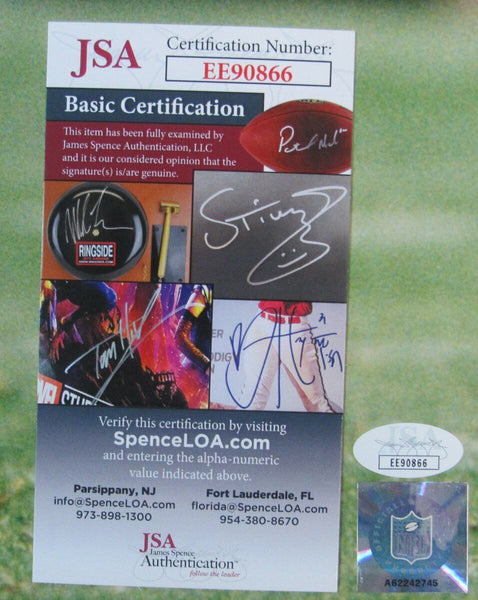 JSA
Certification Number:
EE90866
Basic Certification
This item has been fully examined by
James Spence Authentication, LLC
and it is our considered opinion that the
signature(s) is/are genuine.
RINGSIDE
Verify this certification by visiting
SpenceLOA.com
and entering the alpha-numeric
value indicated above.
Parsippany, NJ
info@SpenceLOA.com
973-898-1300
Fort Lauderdale, FL
florida@SpenceLOA.com
954-380-8670
JSA
James Spence
Authentication™
follow the leader
EE90866
NFL
A62242745